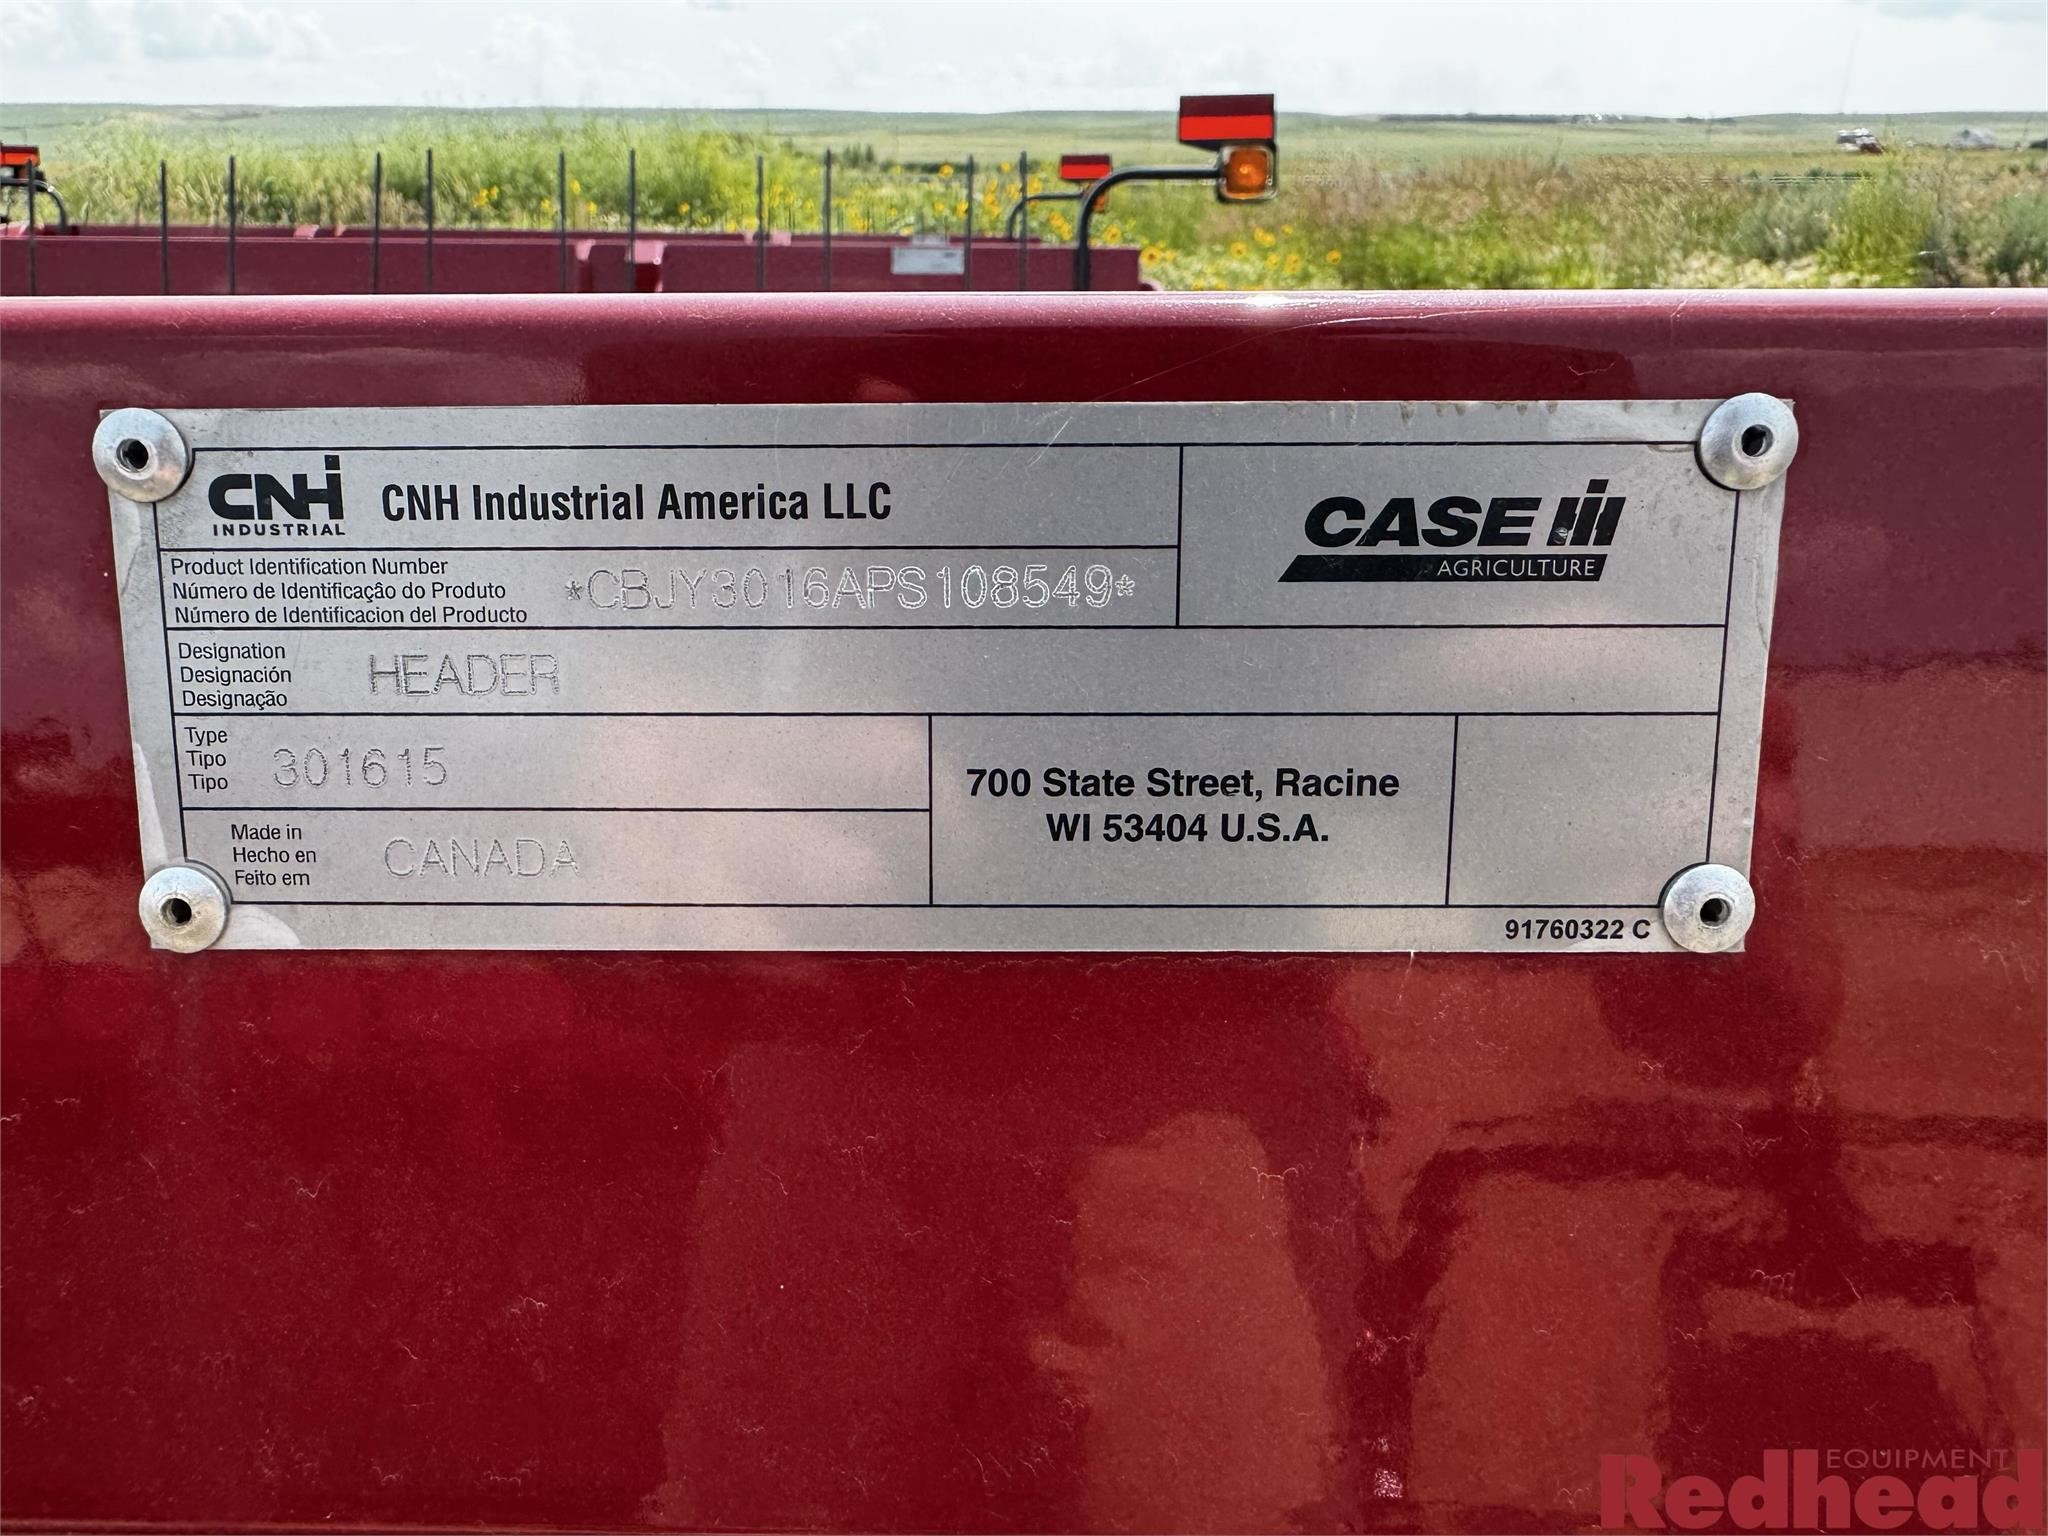 CNH
INDUSTRIAL
CNH Industrial America LLC
CASE IH
AGRICULTURE
Product Identification Number
Número de Identificação do Produto
Número de Identificacion del Producto
*CBJY3016APS108549*
Designation
Designación
Designação
HEADER
Type
Tipo
Tipo
301615
Made in
Hecho en
Feito em
CANADA
700 State Street, Racine
WI 53404 U.S.A.
91760322 C
EQUIPMENT
Redhead